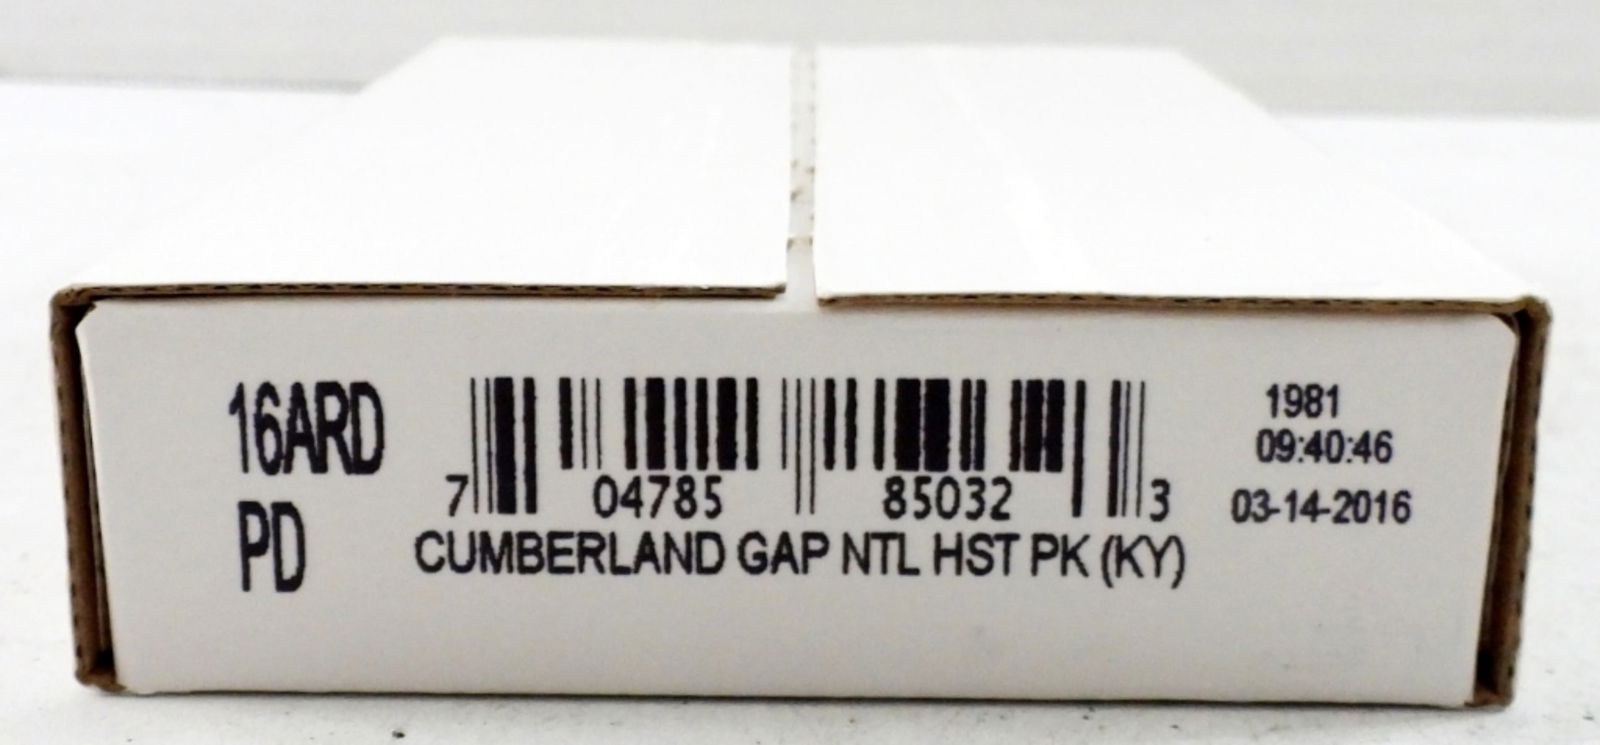 16ARD
PD
7 04785 85032 3
CUMBERLAND GAP NTL HST PK (KY)
1981
09:40:46
03-14-2016